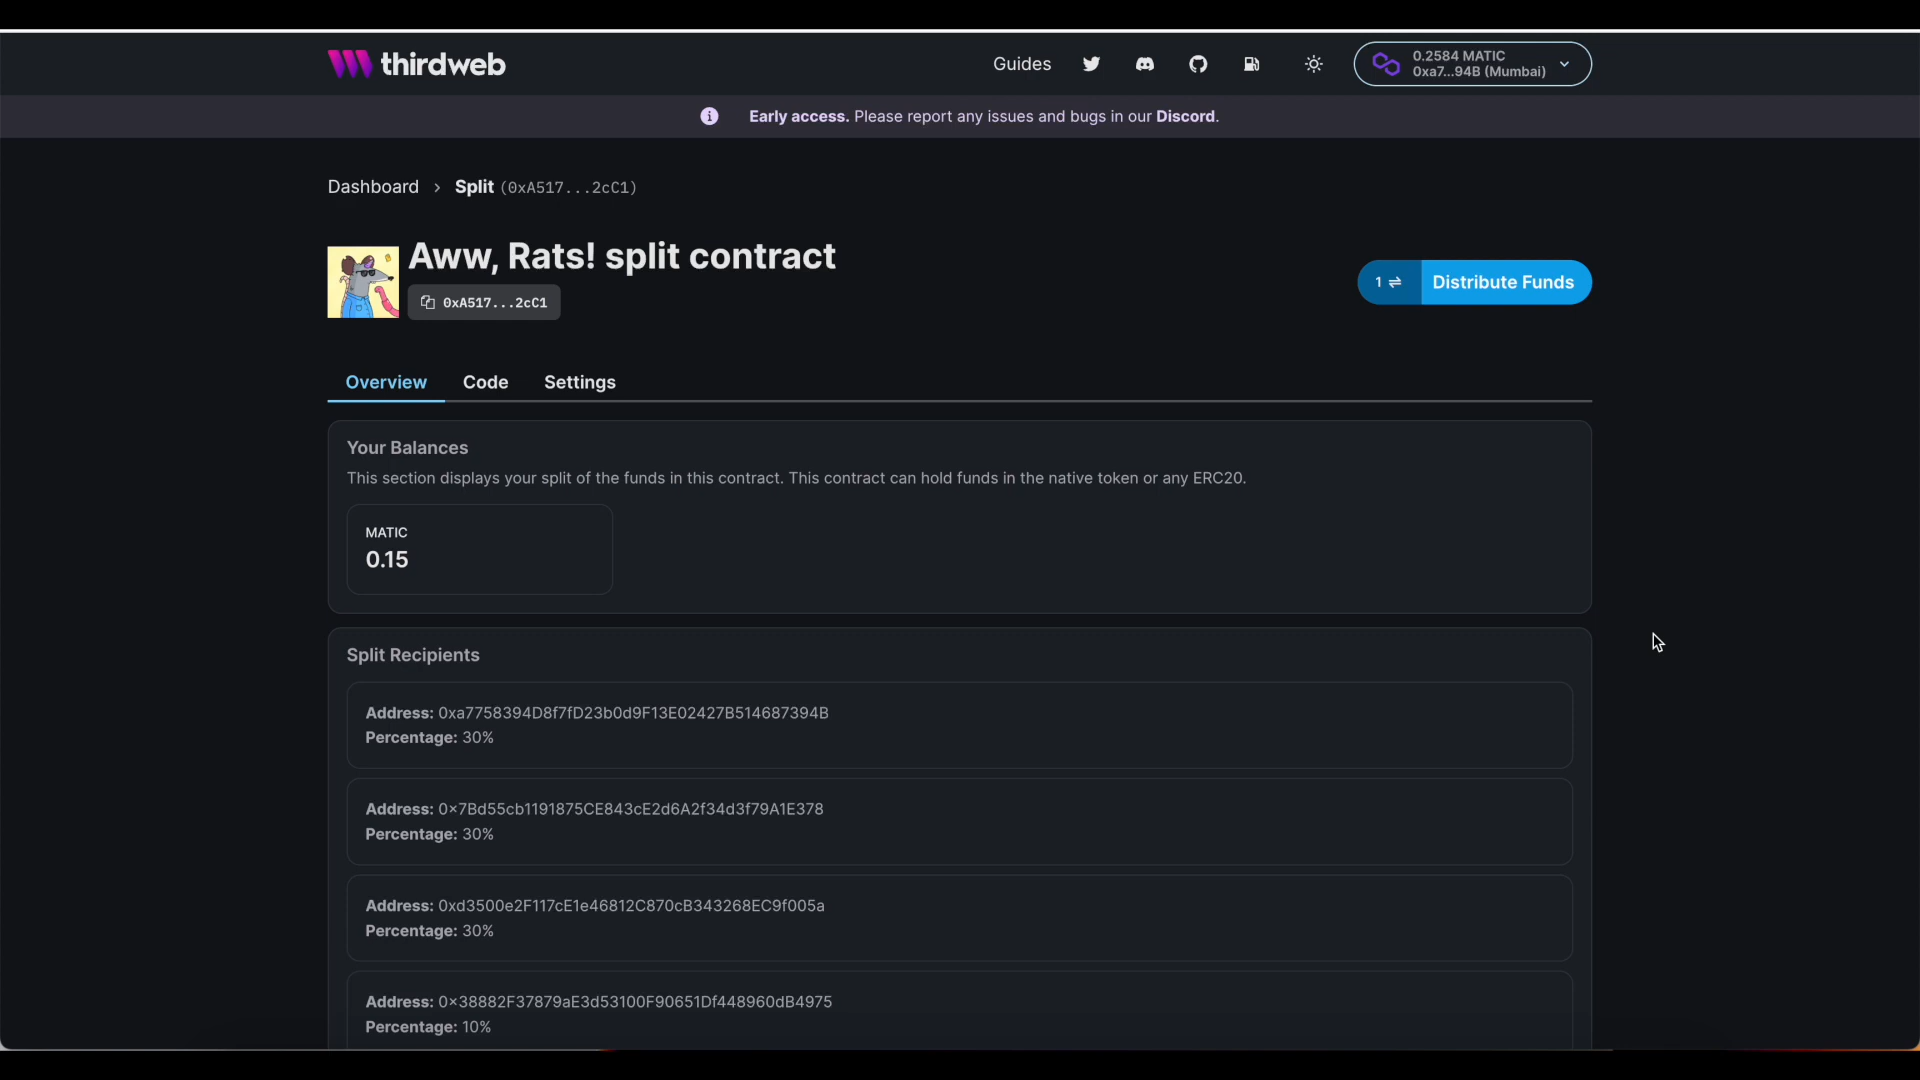 thirdweb
Guides
0.2584 MATIC
0xa7...94B (Mumbai)
Early access. Please report any issues and bugs in our Discord.
Dashboard › Split (0xA517...2cC1)
Aww, Rats! split contract
0xA517...2cC1
1 ⇌ Distribute Funds
Overview Code Settings
Your Balances
This section displays your split of the funds in this contract. This contract can hold funds in the native token or any ERC20.
MATIC
0.15
Split Recipients
Address: 0xa7758394D8f7fD23b0d9F13E02427B514687394B
Percentage: 30%
Address: 0×7Bd55cb1191875CE843cE2d6A2f34d3f79A1E378
Percentage: 30%
Address: 0xd3500e2F117cE1e46812C870cB343268EC9f005a
Percentage: 30%
Address: 0×38882F37879aE3d53100F90651Df448960dB4975
Percentage: 10%